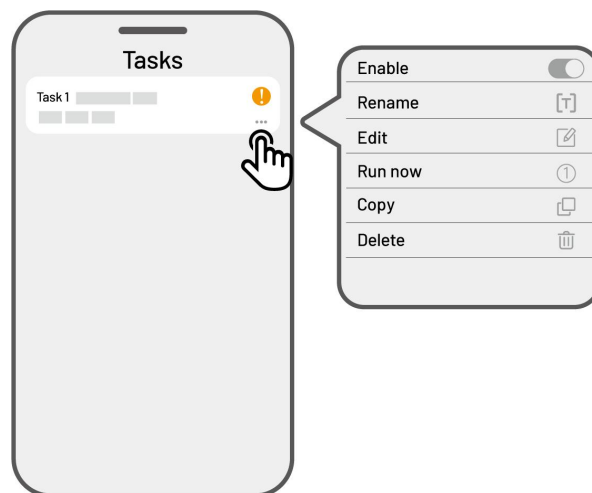 Tasks
Task 1
Enable
Rename
Edit
Run now
Copy
Delete